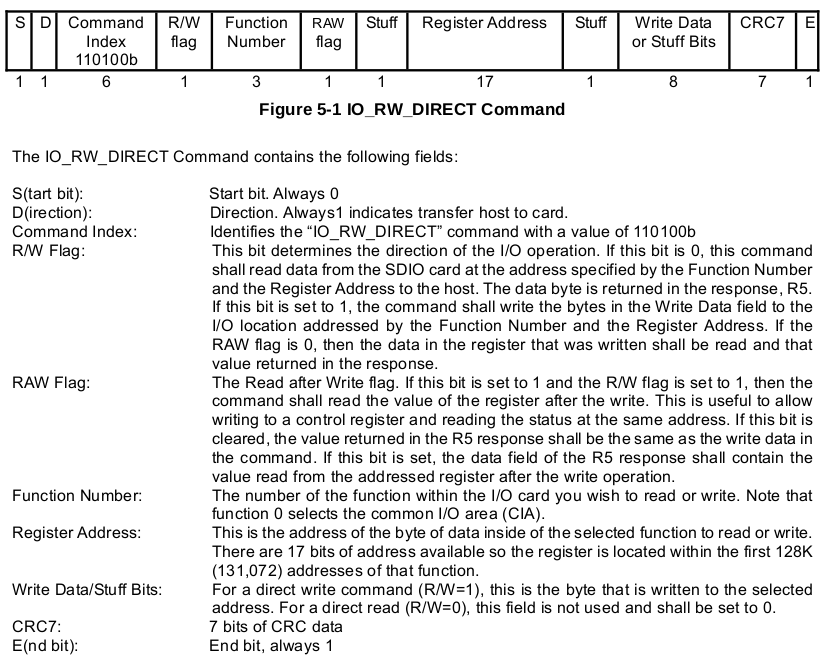 S D Command Index 110100b R/W flag Function Number RAW flag Stuff Register Address Stuff Write Data or Stuff Bits CRC7 E
1 1 6 1 3 1 1 17 1 8 7 1
Figure 5-1 IO_RW_DIRECT Command
The IO_RW_DIRECT Command contains the following fields:
S(tart bit): Start bit. Always 0
D(irection): Direction. Always1 indicates transfer host to card.
Command Index: Identifies the “IO_RW_DIRECT” command with a value of 110100b
R/W Flag: This bit determines the direction of the I/O operation. If this bit is 0, this command
shall read data from the SDIO card at the address specified by the Function Number
and the Register Address to the host. The data byte is returned in the response, R5.
If this bit is set to 1, the command shall write the bytes in the Write Data field to the
I/O location addressed by the Function Number and the Register Address. If the
RAW flag is 0, then the data in the register that was written shall be read and that
value returned in the response.
RAW Flag: The Read after Write flag. If this bit is set to 1 and the R/W flag is set to 1, then the
command shall read the value of the register after the write. This is useful to allow
writing to a control register and reading the status at the same address. If this bit is
cleared, the value returned in the R5 response shall be the same as the write data in
the command. If this bit is set, the data field of the R5 response shall contain the
value read from the addressed register after the write operation.
Function Number: The number of the function within the I/O card you wish to read or write. Note that
function 0 selects the common I/O area (CIA).
Register Address: This is the address of the byte of data inside of the selected function to read or write.
There are 17 bits of address available so the register is located within the first 128K
(131,072) addresses of that function.
Write Data/Stuff Bits: For a direct write command (R/W=1), this is the byte that is written to the selected
address. For a direct read (R/W=0), this field is not used and shall be set to 0.
CRC7: 7 bits of CRC data
E(nd bit): End bit, always 1